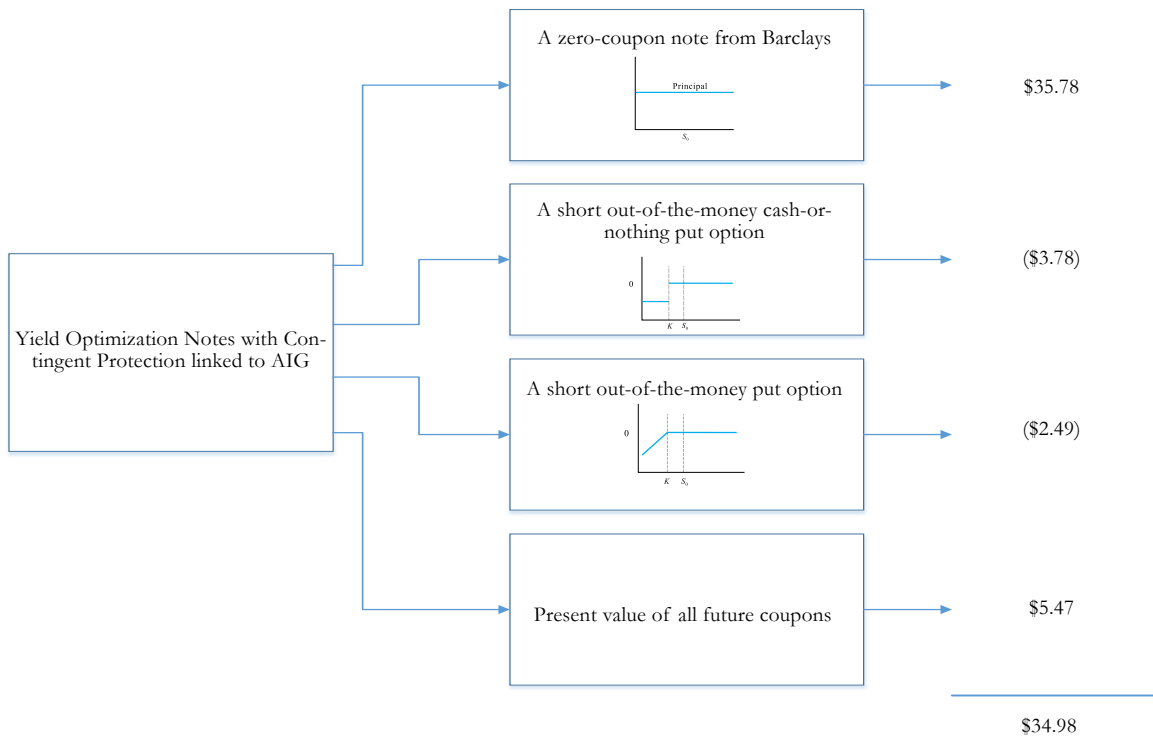 A zero-coupon note from Barclays
Principal
S₀
$35.78
A short out-of-the-money cash-or-
nothing put option
0
K
S₀
($3.78)
Yield Optimization Notes with Con-
tingent Protection linked to AIG
A short out-of-the-money put option
0
K
S₀
($2.49)
Present value of all future coupons
$5.47
$34.98